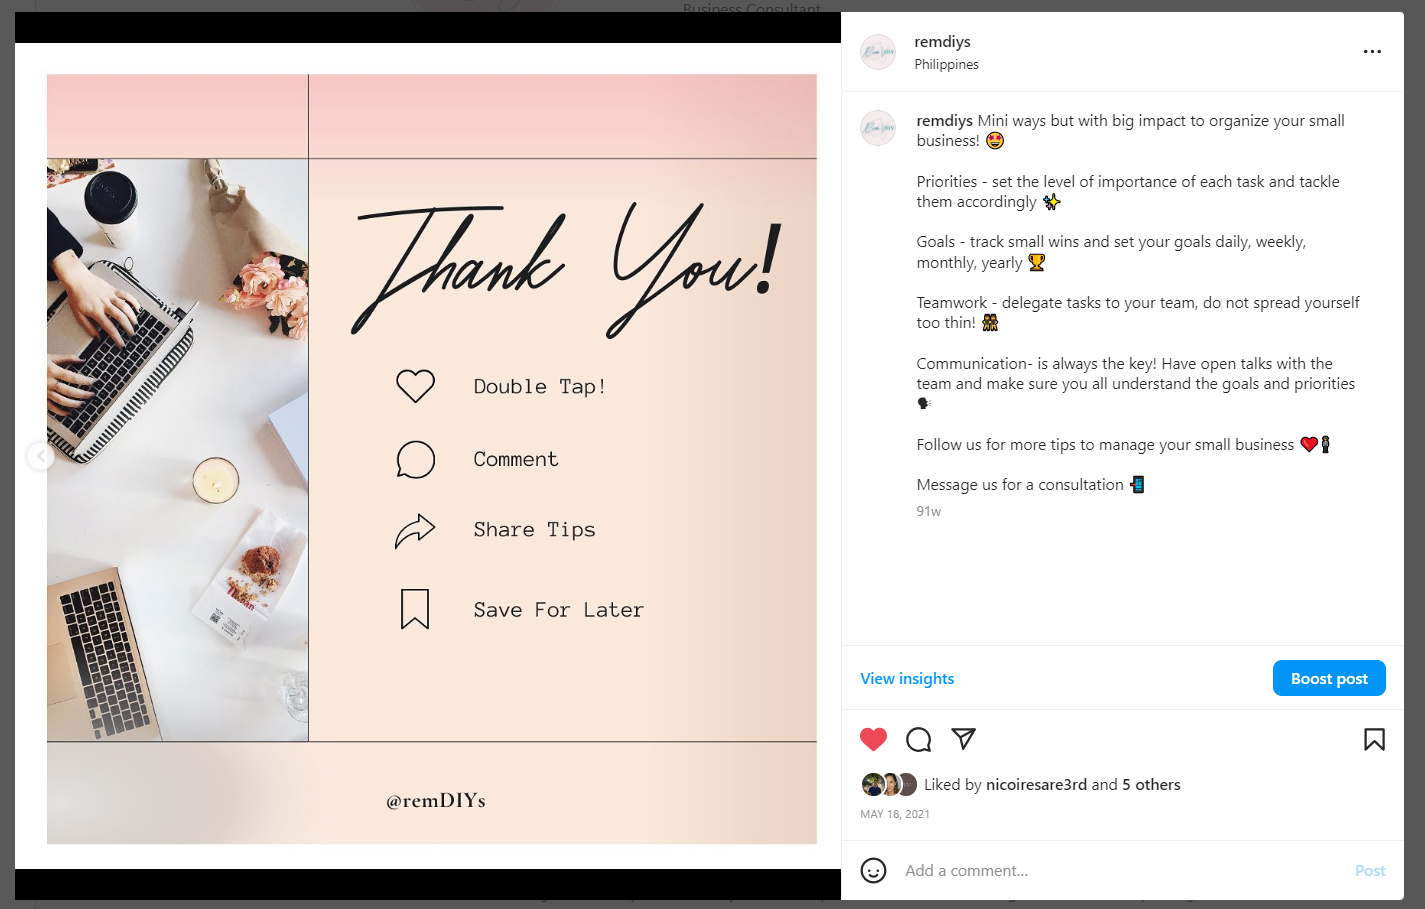 Business Consultant
remdiys
Philippines
Thank You!
Double Tap!
Comment
Share Tips
Save For Later
@remDIYs
remdiys Mini ways but with big impact to organize your small
business! 🤩
Priorities - set the level of importance of each task and tackle
them accordingly ✨
Goals - track small wins and set your goals daily, weekly,
monthly, yearly 🏆
Teamwork - delegate tasks to your team, do not spread yourself
too thin! 👯
Communication- is always the key! Have open talks with the
team and make sure you all understand the goals and priorities
🗣
Follow us for more tips to manage your small business ❤🧍
Message us for a consultation 📲
91w
View insights
Boost post
Liked by nicoiresare3rd and 5 others
MAY 18, 2021
Add a comment...
Post